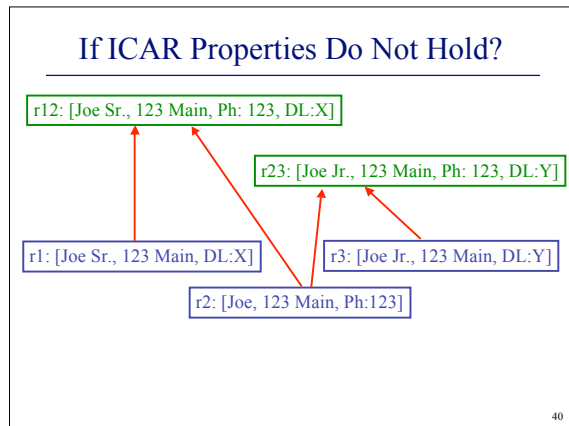 If ICAR Properties Do Not Hold?
r12: [Joe Sr., 123 Main, Ph: 123, DL:X]
r23: [Joe Jr., 123 Main, Ph: 123, DL:Y]
r1: [Joe Sr., 123 Main, DL:X]
r3: [Joe Jr., 123 Main, DL:Y]
r2: [Joe, 123 Main, Ph:123]
40